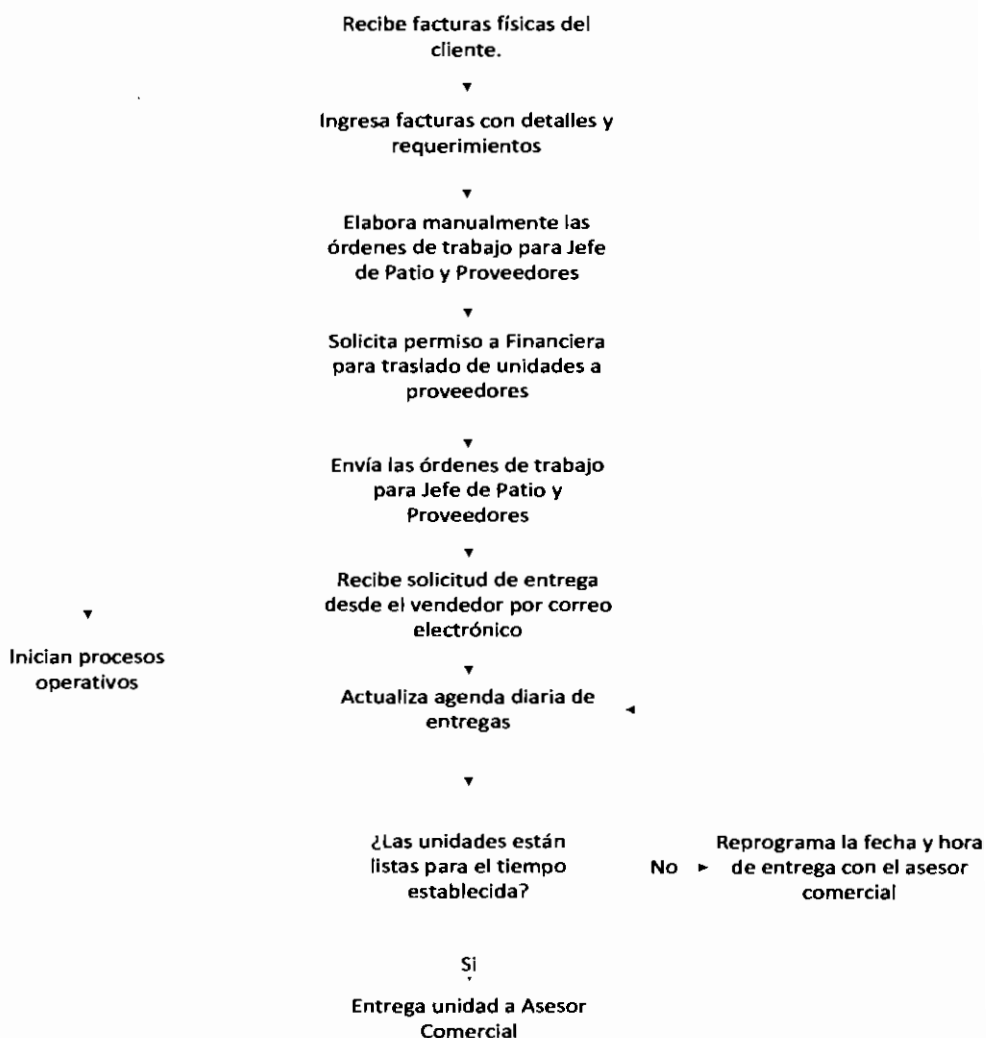 Recibe facturas físicas del
cliente.
Ingresa facturas con detalles y
requerimientos
Elabora manualmente las
órdenes de trabajo para Jefe
de Patio y Proveedores
Solicita permiso a Financiera
para traslado de unidades a
proveedores
Envía las órdenes de trabajo
para Jefe de Patio y
Proveedores
Recibe solicitud de entrega
desde el vendedor por correo
electrónico
Inician procesos
operativos
Actualiza agenda diaria de
entregas
¿Las unidades están
listas para el tiempo
establecida?
No
Reprograma la fecha y hora
de entrega con el asesor
comercial
Si
Entrega unidad a Asesor
Comercial